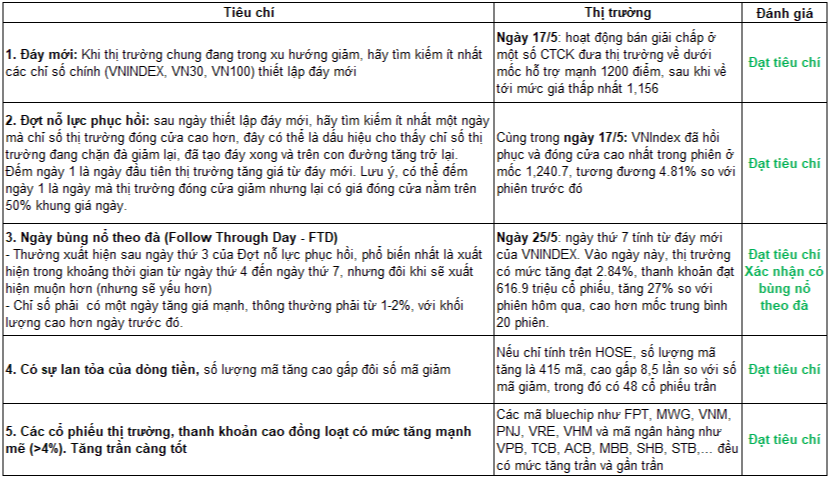 Tiêu chí
Thị trường
Đánh giá
1. Đáy mới: Khi thị trường chung đang trong xu hướng giảm, hãy tìm kiếm ít nhất
các chỉ số chính (VNINDEX, VN30, VN100) thiết lập đáy mới
Ngày 17/5: hoạt động bán giải chấp ở
một số CTCK đưa thị trường về dưới
mốc hỗ trợ mạnh 1200 điểm, sau khi về
tới mức giá thấp nhất 1,156
Đạt tiêu chí
2. Đợt nỗ lực phục hồi: sau ngày thiết lập đáy mới, hãy tìm kiếm ít nhất một ngày
mà chỉ số thị trường đóng cửa cao hơn, đây có thể là dấu hiệu cho thấy chỉ số thị
trường đang chặn đà giảm lại, đã tạo đáy xong và trên con đường tăng trở lại.
Đếm ngày 1 là ngày đầu tiên thị trường tăng giá từ đáy mới. Lưu ý, có thể đếm
ngày 1 là ngày mà thị trường đóng cửa giảm nhưng lại có giá đóng cửa nằm trên
50% khung giá ngày.
Cùng trong ngày 17/5: VNIndex đã hồi
phục và đóng cửa cao nhất trong phiên ở
mốc 1,240.7, tương đương 4.81% so với
phiên trước đó
Đạt tiêu chí
3. Ngày bùng nổ theo đà (Follow Through Day - FTD)
- Thường xuất hiện sau ngày thứ 3 của Đợt nỗ lực phục hồi, phổ biến nhất là xuất
hiện trong khoảng thời gian từ ngày thứ 4 đến ngày thứ 7, nhưng đôi khi sẽ xuất
hiện muộn hơn (nhưng sẽ yếu hơn)
- Chỉ số phải có một ngày tăng giá mạnh, thông thường phải từ 1-2%, với khối
lượng cao hơn ngày trước đó.
Ngày 25/5: ngày thứ 7 tính từ đáy mới
của VNINDEX. Vào ngày này, thị trường
có mức tăng đạt 2.84%, thanh khoản đạt
616.9 triệu cổ phiếu, tăng 27% so với
phiên hôm qua, cao hơn mốc trung bình
20 phiên.
Đạt tiêu chí
Xác nhận có
bùng nổ
theo đà
4. Có sự lan tỏa của dòng tiền, số lượng mã tăng cao gấp đôi số mã giảm
Nếu chỉ tính trên HOSE, số lượng mã
tăng là 415 mã, cao gấp 8,5 lần so với số
mã giảm, trong đó có 48 cổ phiếu trần
Đạt tiêu chí
5. Các cổ phiếu thị trường, thanh khoản cao đồng loạt có mức tăng mạnh
mẽ (>4%). Tăng trần càng tốt
Các mã bluechip như FPT, MWG, VNM,
PNJ, VRE, VHM và mã ngân hàng như
VPB, TCB, ACB, MBB, SHB, STB,... đều
có mức tăng trần và gần trần
Đạt tiêu chí